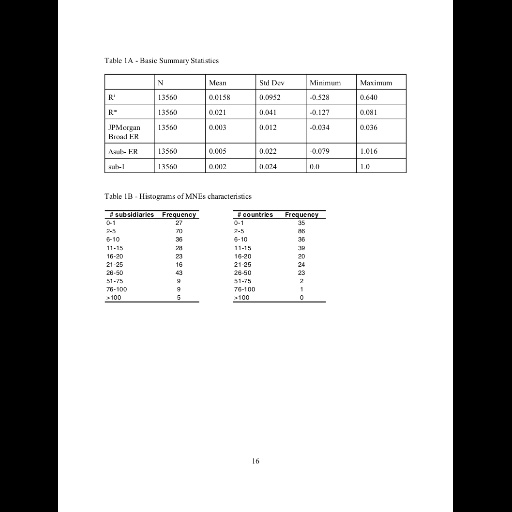 Table 1A - Basic Summary Statistics
N Mean Std Dev Minimum Maximum
Rⁱ 13560 0.0158 0.0952 -0.528 0.640
R* 13560 0.021 0.041 -0.127 0.081
JPMorgan Broad ER 13560 0.003 0.012 -0.034 0.036
Asub- ER 13560 0.005 0.022 -0.079 1.016
sub-1 13560 0.002 0.024 0.0 1.0
Table 1B - Histograms of MNEs characteristics
# subsidiaries Frequency # countries Frequency
0-1 27 0-1 35
2-5 70 2-5 86
6-10 36 6-10 36
11-15 28 11-15 39
16-20 23 16-20 20
21-25 16 21-25 24
26-50 43 26-50 23
51-75 9 51-75 2
76-100 9 76-100 1
>100 5 >100 0
16